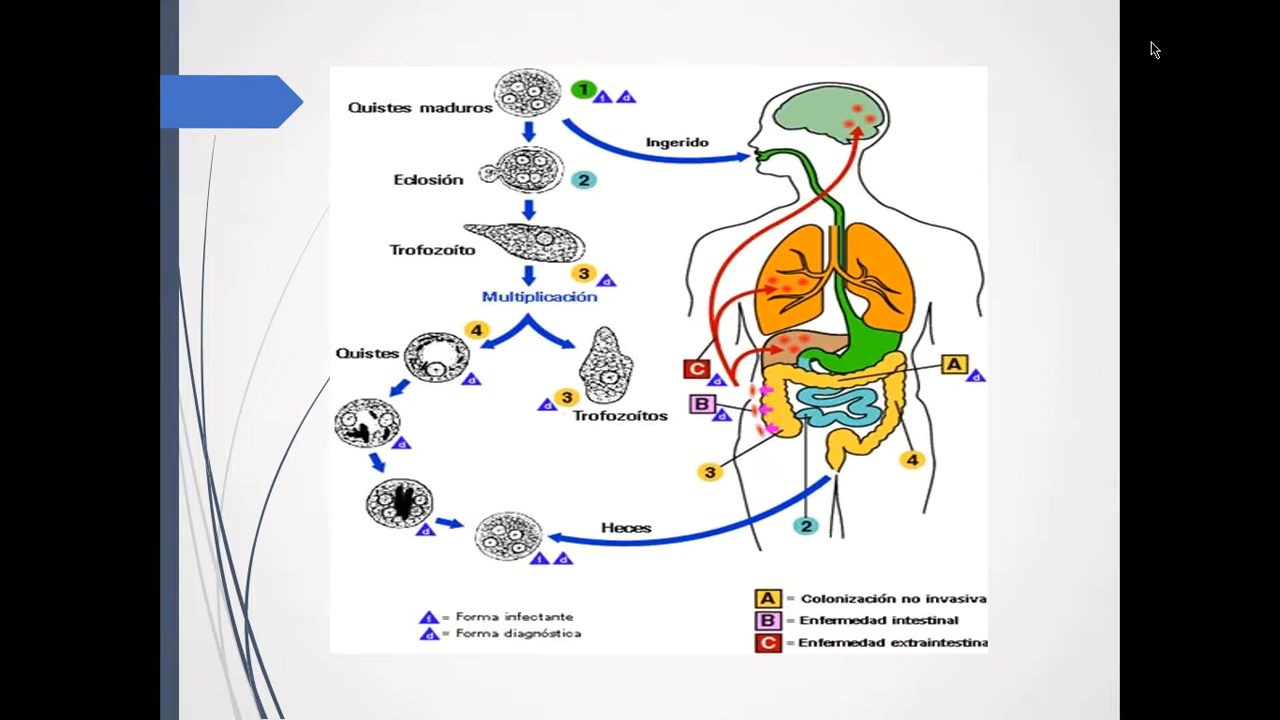 Quistes maduros
1
i d
Ingerido
Eclosión
2
Trofozoíto
3
d
Multiplicación
4
Quistes
d
3
d
Trofozoítos
d
d
Heces
i d
C
d
B
d
A
d
3
4
2
i = Forma infectante
d = Forma diagnóstica
A = Colonización no invasiva
B = Enfermedad intestinal
C = Enfermedad extraintestina